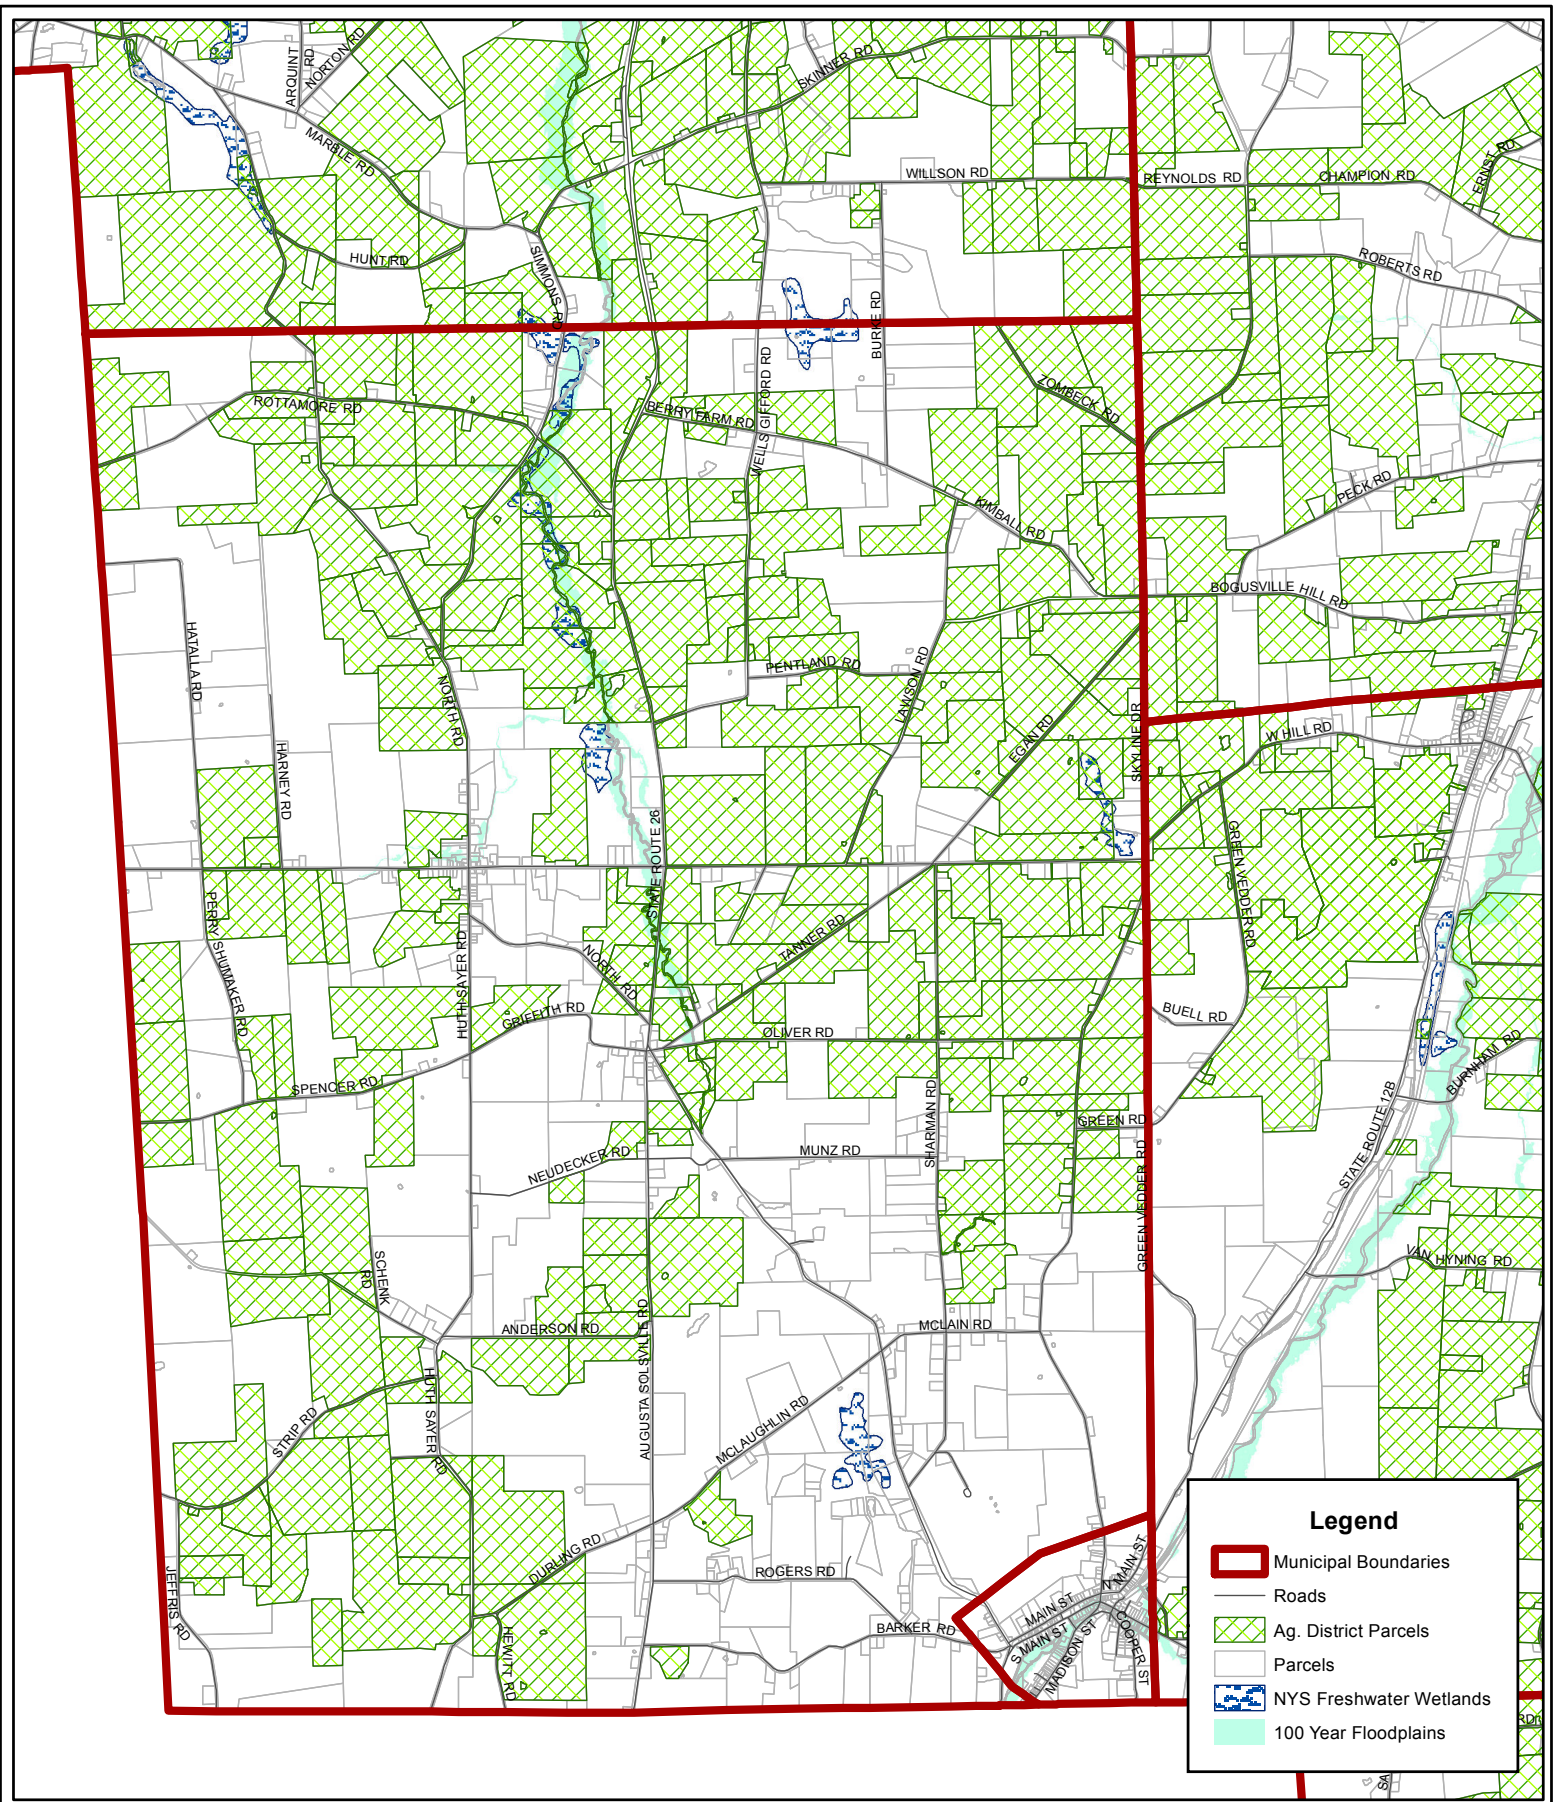 ARQUINT
RD
NORTON RD
SKINNER RD
MARBLE RD
WILLSON RD
REYNOLDS RD
CHAMPION RD
ERNST RD
HUNT RD
SIMMONS RD
ROBERTS RD
BURKE RD
WELLS GIFFORD RD
ZOMBECK RD
ROTTAMORE RD
BERRY FARM RD
KIMBALL RD
PECK RD
BOGUSVILLE HILL RD
HATALLA RD
PENTLAND RD
LAWSON RD
NORTH RD
EGAN RD
SKYLINE DR
W HILL RD
HARNEY RD
STATE ROUTE 26
GREEN VEDDER RD
PERRY SHUMAKER RD
HUTH SAYER RD
NORTH RD
TANNER RD
GRIFFITH RD
OLIVER RD
BUELL RD
BURNHAM RD
SPENCER RD
SHARMAN RD
GREEN RD
STATE ROUTE 12B
NEUDECKER RD
MUNZ RD
GREEN VEDDER RD
VAN HYNING RD
SCHENK
RD
ANDERSON RD
AUGUSTA SOLSVILLE RD
MCLAIN RD
HUTH SAYER RD
STRIP RD
MCLAUGHLIN RD
DURLING RD
ROGERS RD
JEFFRIS RD
HEWITT RD
BARKER RD
N MAIN ST
MAIN ST
S MAIN ST
MADISON ST
COOPER ST
Legend
Municipal Boundaries
Roads
Ag. District Parcels
Parcels
NYS Freshwater Wetlands
100 Year Floodplains
RD
SA